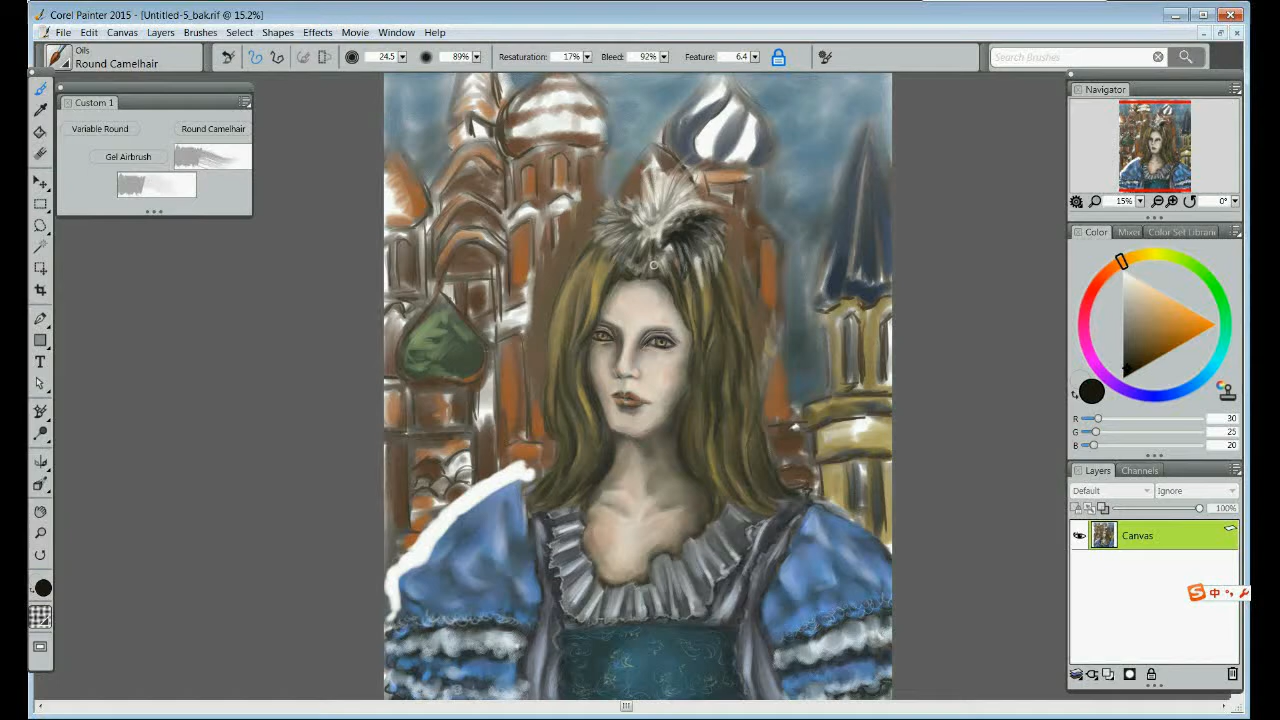 Corel Painter 2015 - [Untitled-5_bak.rif @ 15.2%]
File Edit Canvas Layers Brushes Select Shapes Effects Movie Window Help
Oils
Round Camelhair
24.5 89% Resaturation: 17% Bleed: 92% Feature: 6.4 Search Brushes
Custom 1
Variable Round Round Camelhair
Gel Airbrush
Navigator
15% 0°
Color Mixer Color Set Librari
R 30
G 25
B 20
Layers Channels
Default Ignore
100%
Canvas
T
S 中